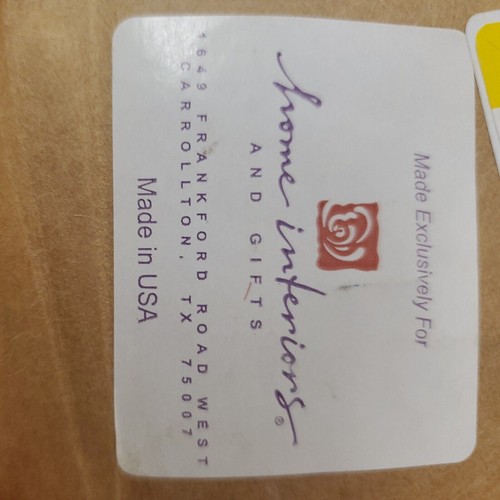 Made Exclusively For
home interiors®
AND GIFTS
1649 FRANKFORD ROAD WEST
CARROLLTON, TX 75007
Made in USA